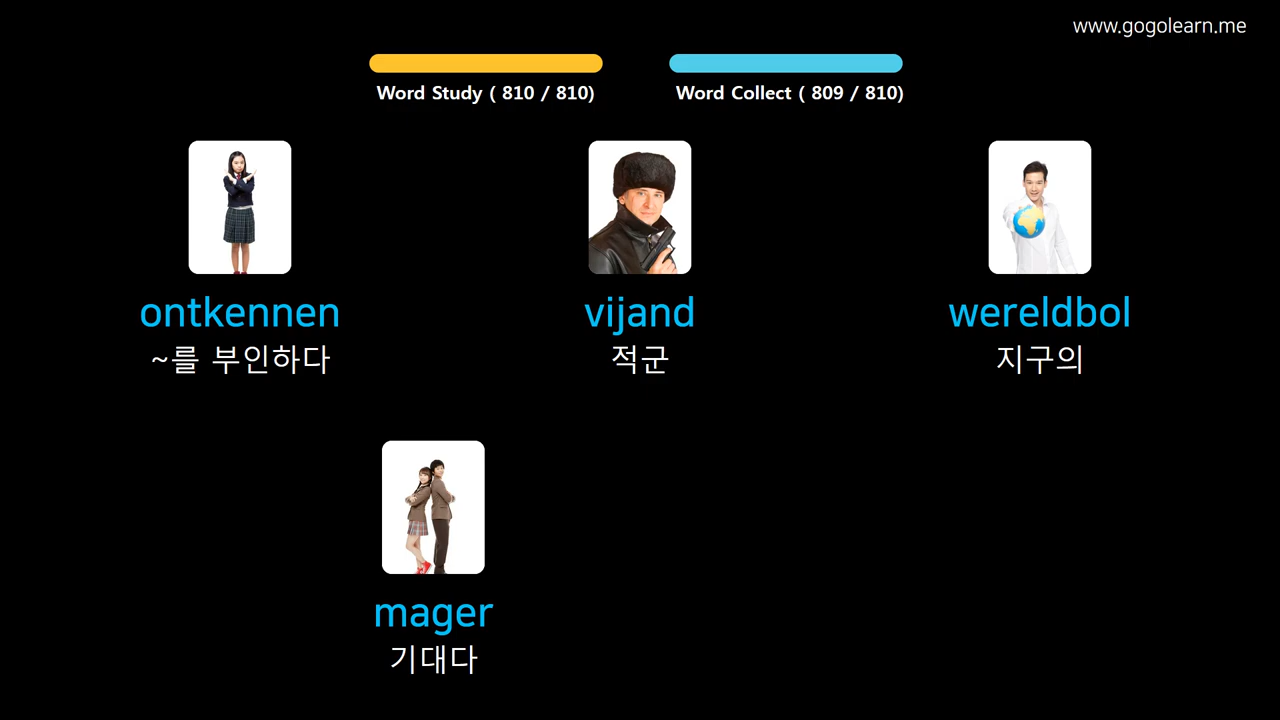 www.gogolearn.me
Word Study ( 810 / 810)
Word Collect ( 809 / 810)
ontkennen
~를 부인하다
vijand
적군
wereldbol
지구의
mager
기대다